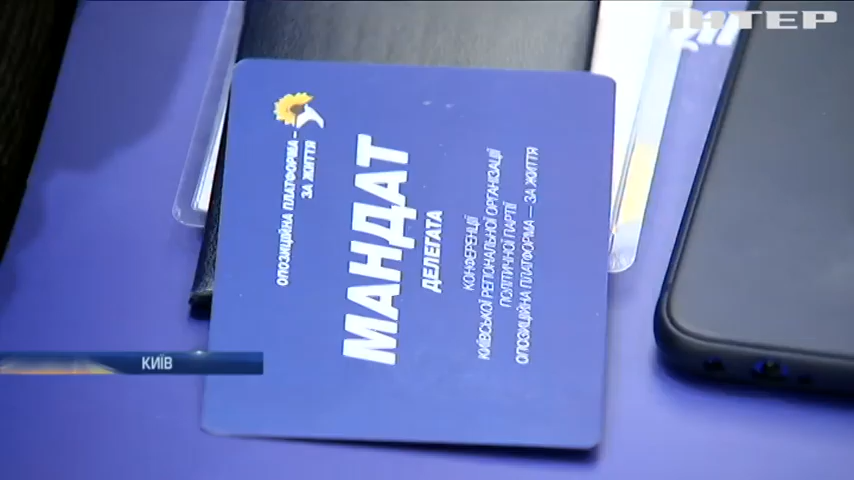 ІНТЕР
ОПОЗИЦІЙНА ПЛАТФОРМА –
ЗА ЖИТТЯ
МАНДАТ
ДЕЛЕГАТА
КОНФЕРЕНЦІЇ
КИЇВСЬКОЇ РЕГІОНАЛЬНОЇ ОРГАНІЗАЦІЇ
ПОЛІТИЧНОЇ ПАРТІЇ
ОПОЗИЦІЙНА ПЛАТФОРМА — ЗА ЖИТТЯ
КИЇВ